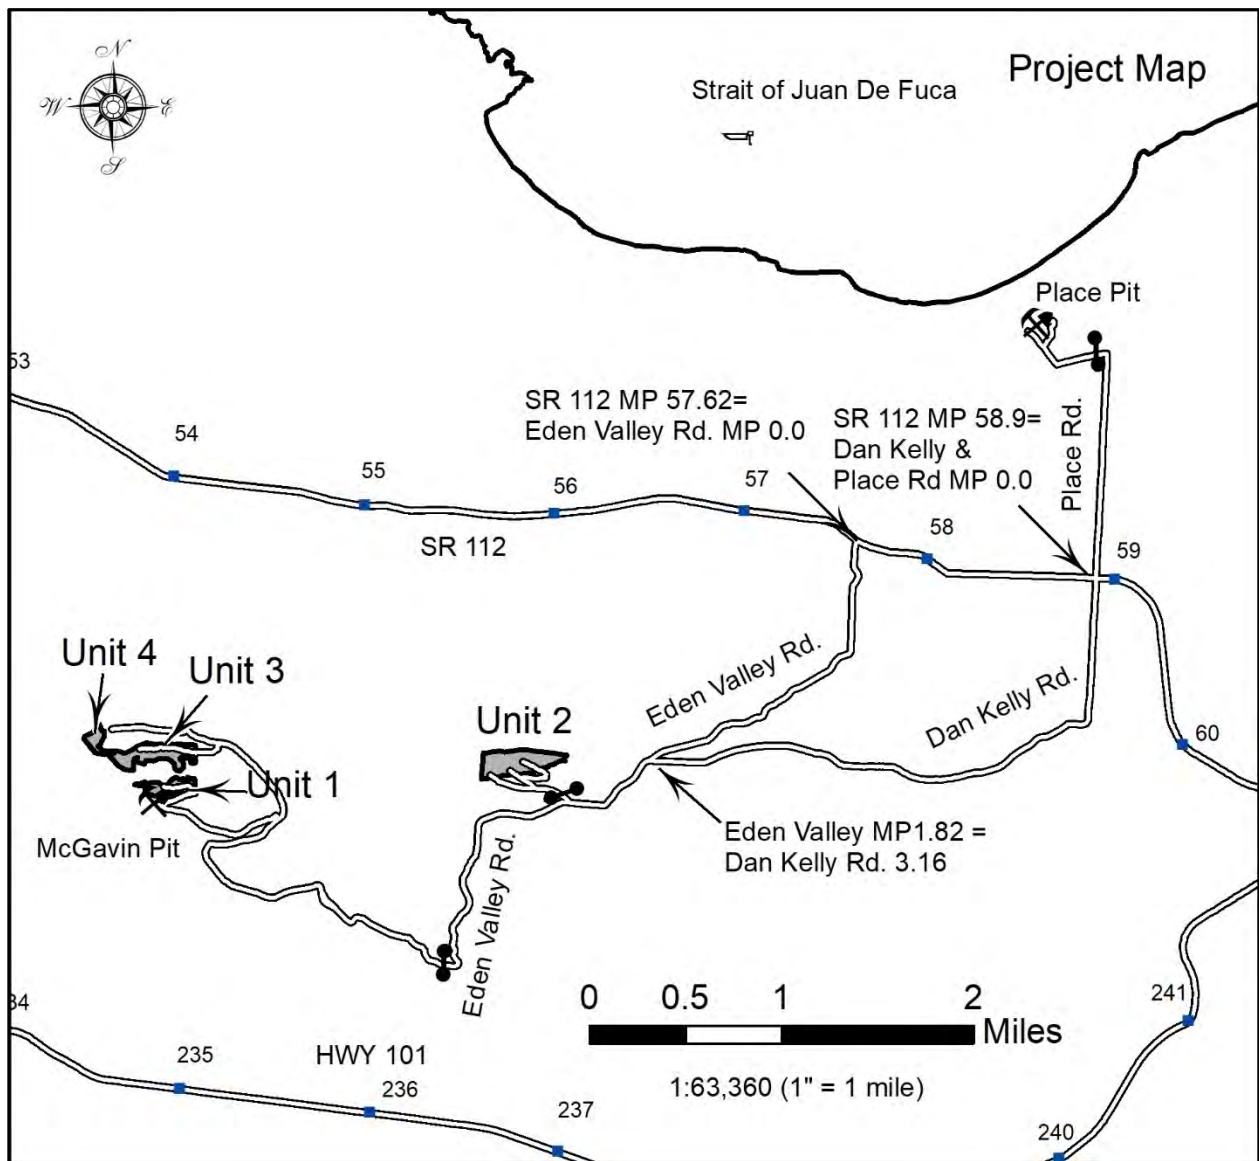 N
W
E
S
Project Map
Strait of Juan De Fuca
Place Pit
53
54
55
56
57
58
59
60
SR 112 MP 57.62=
Eden Valley Rd. MP 0.0
SR 112 MP 58.9=
Dan Kelly &
Place Rd MP 0.0
Place Rd.
SR 112
Unit 4
Unit 3
Unit 2
Unit 1
McGavin Pit
Eden Valley Rd.
Dan Kelly Rd.
Eden Valley MP1.82 =
Dan Kelly Rd. 3.16
Eden Valley Rd.
0
0.5
1
2
Miles
1:63,360 (1" = 1 mile)
34
235
HWY 101
236
237
240
241